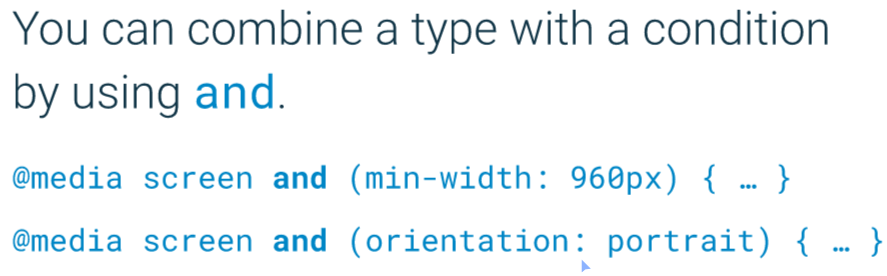 You can combine a type with a condition
by using and.
@media screen and (min-width: 960px) { … }
@media screen and (orientation: portrait) { … }